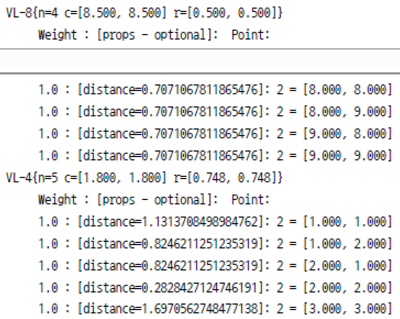 VL-8{n=4 c=[8.500, 8.500] r=[0.500, 0.500]}
Weight : [props - optional]: Point:
1.0 : [distance=0.7071067811865476]: 2 = [8.000, 8.000]
1.0 : [distance=0.7071067811865476]: 2 = [8.000, 9.000]
1.0 : [distance=0.7071067811865476]: 2 = [9.000, 8.000]
1.0 : [distance=0.7071067811865476]: 2 = [9.000, 9.000]
VL-4{n=5 c=[1.800, 1.800] r=[0.748, 0.748]}
Weight : [props - optional]: Point:
1.0 : [distance=1.1313708498984762]: 2 = [1.000, 1.000]
1.0 : [distance=0.8246211251235319]: 2 = [1.000, 2.000]
1.0 : [distance=0.8246211251235319]: 2 = [2.000, 1.000]
1.0 : [distance=0.2828427124746191]: 2 = [2.000, 2.000]
1.0 : [distance=1.6970562748477138]: 2 = [3.000, 3.000]